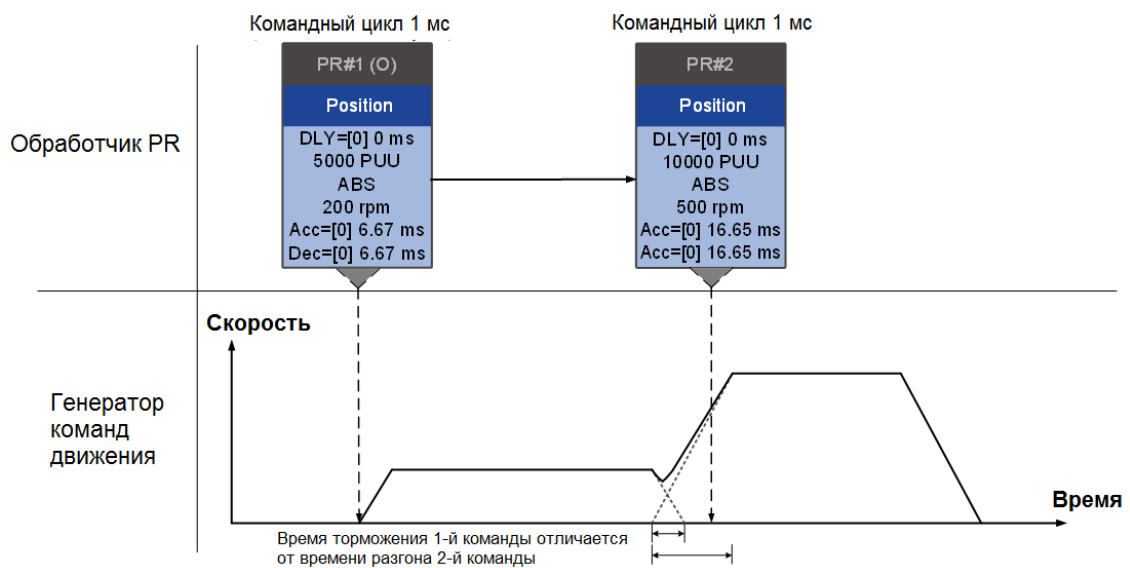 Командный цикл 1 мс
Командный цикл 1 мс
PR#1 (O)
Position
DLY=[0] 0 ms
5000 PUU
ABS
200 rpm
Acc=[0] 6.67 ms
Dec=[0] 6.67 ms
PR#2
Position
DLY=[0] 0 ms
10000 PUU
ABS
500 rpm
Acc=[0] 16.65 ms
Acc=[0] 16.65 ms
Обработчик PR
Скорость
Генератор
команд
движения
Время
Время торможения 1-й команды отличается
от времени разгона 2-й команды